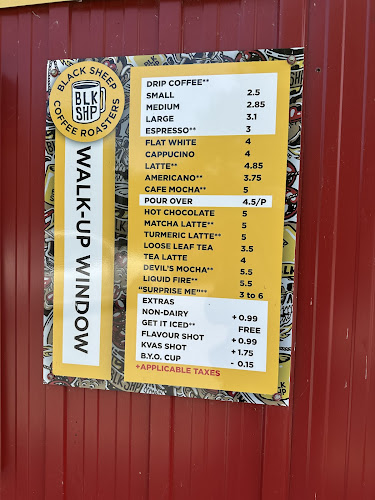 BLACK SHEEP
BLK
SHP
COFFEE ROASTERS
WALK-UP WINDOW
DRIP COFFEE**
SMALL 2.5
MEDIUM 2.85
LARGE 3.1
ESPRESSO** 3
FLAT WHITE 4
CAPPUCINO 4
LATTE** 4.85
AMERICANO** 3.75
CAFE MOCHA** 5
POUR OVER 4.5/P
HOT CHOCOLATE 5
MATCHA LATTE** 5
TURMERIC LATTE** 5
LOOSE LEAF TEA 3.5
TEA LATTE 4
DEVIL'S MOCHA** 5.5
LIQUID FIRE** 5.5
"SURPRISE ME"** 3 to 6
EXTRAS
NON-DAIRY + 0.99
GET IT ICED** FREE
FLAVOUR SHOT + 0.99
KVAS SHOT + 1.75
B.Y.O. CUP - 0.15
+APPLICABLE TAXES